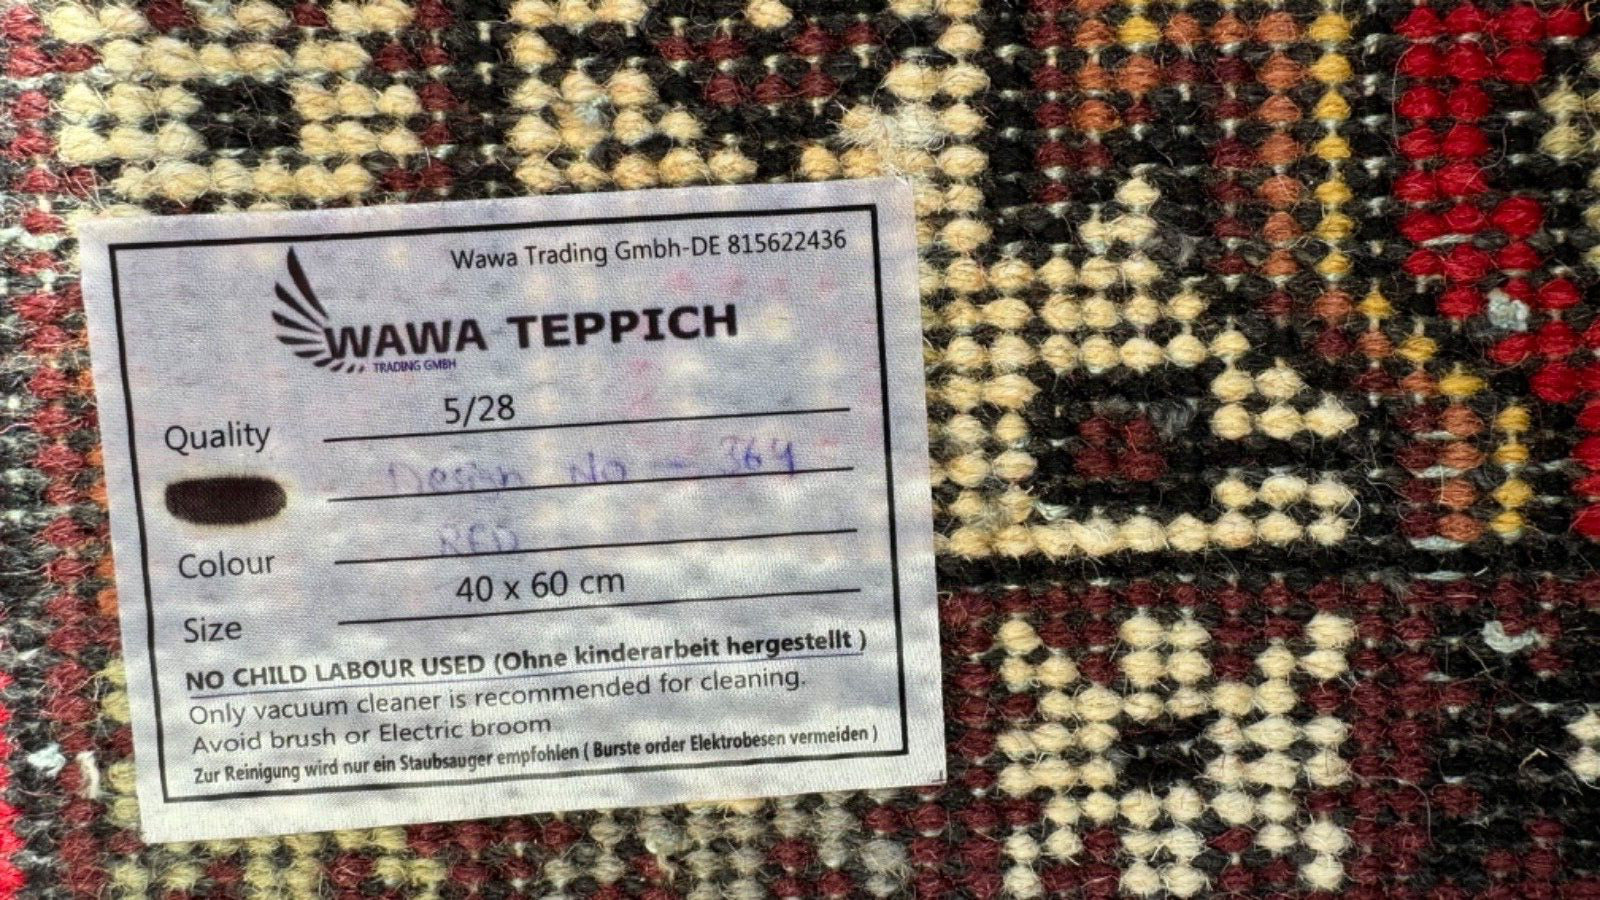 Wawa Trading Gmbh-DE 815622436
WAWA TEPPICH
TRADING GMBH
Quality 5/28
Design No - 364
Colour RED
Size 40 x 60 cm
NO CHILD LABOUR USED (Ohne kinderarbeit hergestellt )
Only vacuum cleaner is recommended for cleaning.
Avoid brush or Electric broom
Zur Reinigung wird nur ein Staubsauger empfohlen ( Burste order Elektrobesen vermeiden )